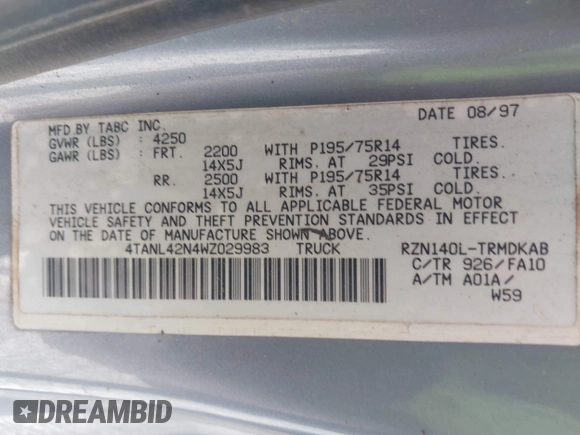 DATE 08/97
MFD.BY TABC INC.
GVWR (LBS) : 4250
GAWR (LBS) : FRT. 2200 WITH P195/75R14 TIRES.
14X5J RIMS. AT 29PSI COLD.
RR. 2500 WITH P195/75R14 TIRES.
14X5J RIMS. AT 35PSI COLD.
THIS VEHICLE CONFORMS TO ALL APPLICABLE FEDERAL MOTOR
VEHICLE SAFETY AND THEFT PREVENTION STANDARDS IN EFFECT
ON THE DATE OF MANUFACTURE SHOWN ABOVE.
4TANL42N4WZ029983 TRUCK RZN140L-TRMDKAB
C/TR 926/FA10
A/TM A01A/
W59
DREAMBID